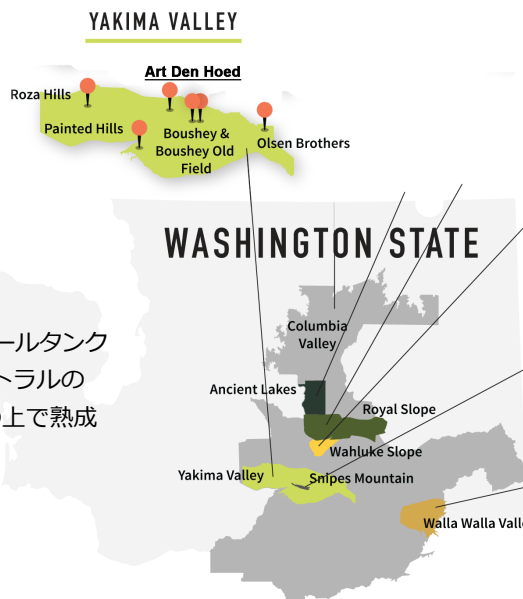 YAKIMA VALLEY
Art Den Hoed
Roza Hills
Painted Hills
Boushey &
Boushey Old
Field
Olsen Brothers
WASHINGTON STATE
Columbia
Valley
ールタンク
トラルの
上で熟成
Ancient Lakes
Royal Slope
Wahluke Slope
Yakima Valley
Snipes Mountain
Walla Walla